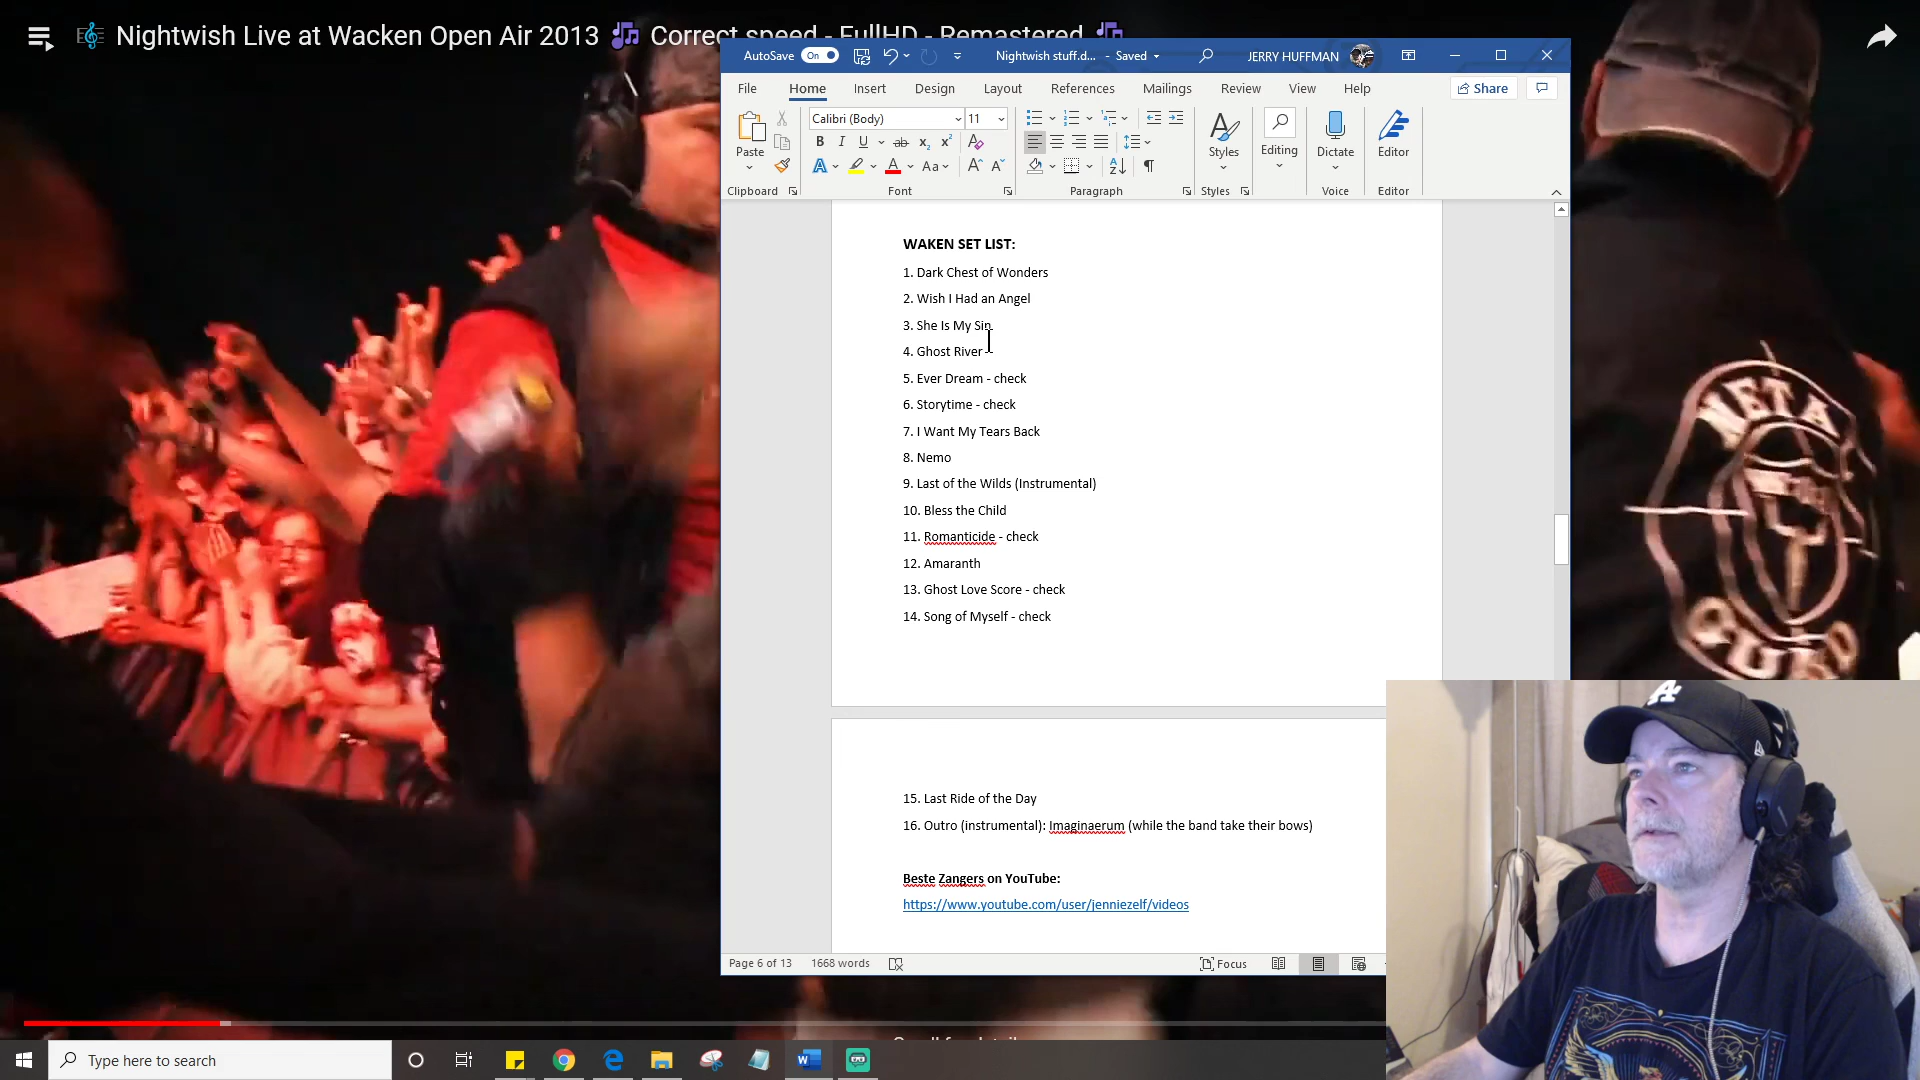 Nightwish Live at Wacken Open Air 2013 🎵 Correct speed - FullHD - Remastered 🎵
AutoSave On Nightwish stuff.d... - Saved JERRY HUFFMAN
File Home Insert Design Layout References Mailings Review View Help Share
Calibri (Body) 11
Paste Styles Editing Dictate Editor
Clipboard Font Paragraph Styles Voice Editor
WAKEN SET LIST:
1. Dark Chest of Wonders
2. Wish I Had an Angel
3. She Is My Sin
4. Ghost River -
5. Ever Dream - check
6. Storytime - check
7. I Want My Tears Back
8. Nemo
9. Last of the Wilds (Instrumental)
10. Bless the Child
11. Romanticide - check
12. Amaranth
13. Ghost Love Score - check
14. Song of Myself - check
15. Last Ride of the Day
16. Outro (instrumental): Imaginaerum (while the band take their bows)
Beste Zangers on YouTube:
https://www.youtube.com/user/jenniezelf/videos
Page 6 of 13 1668 words Focus
Type here to search